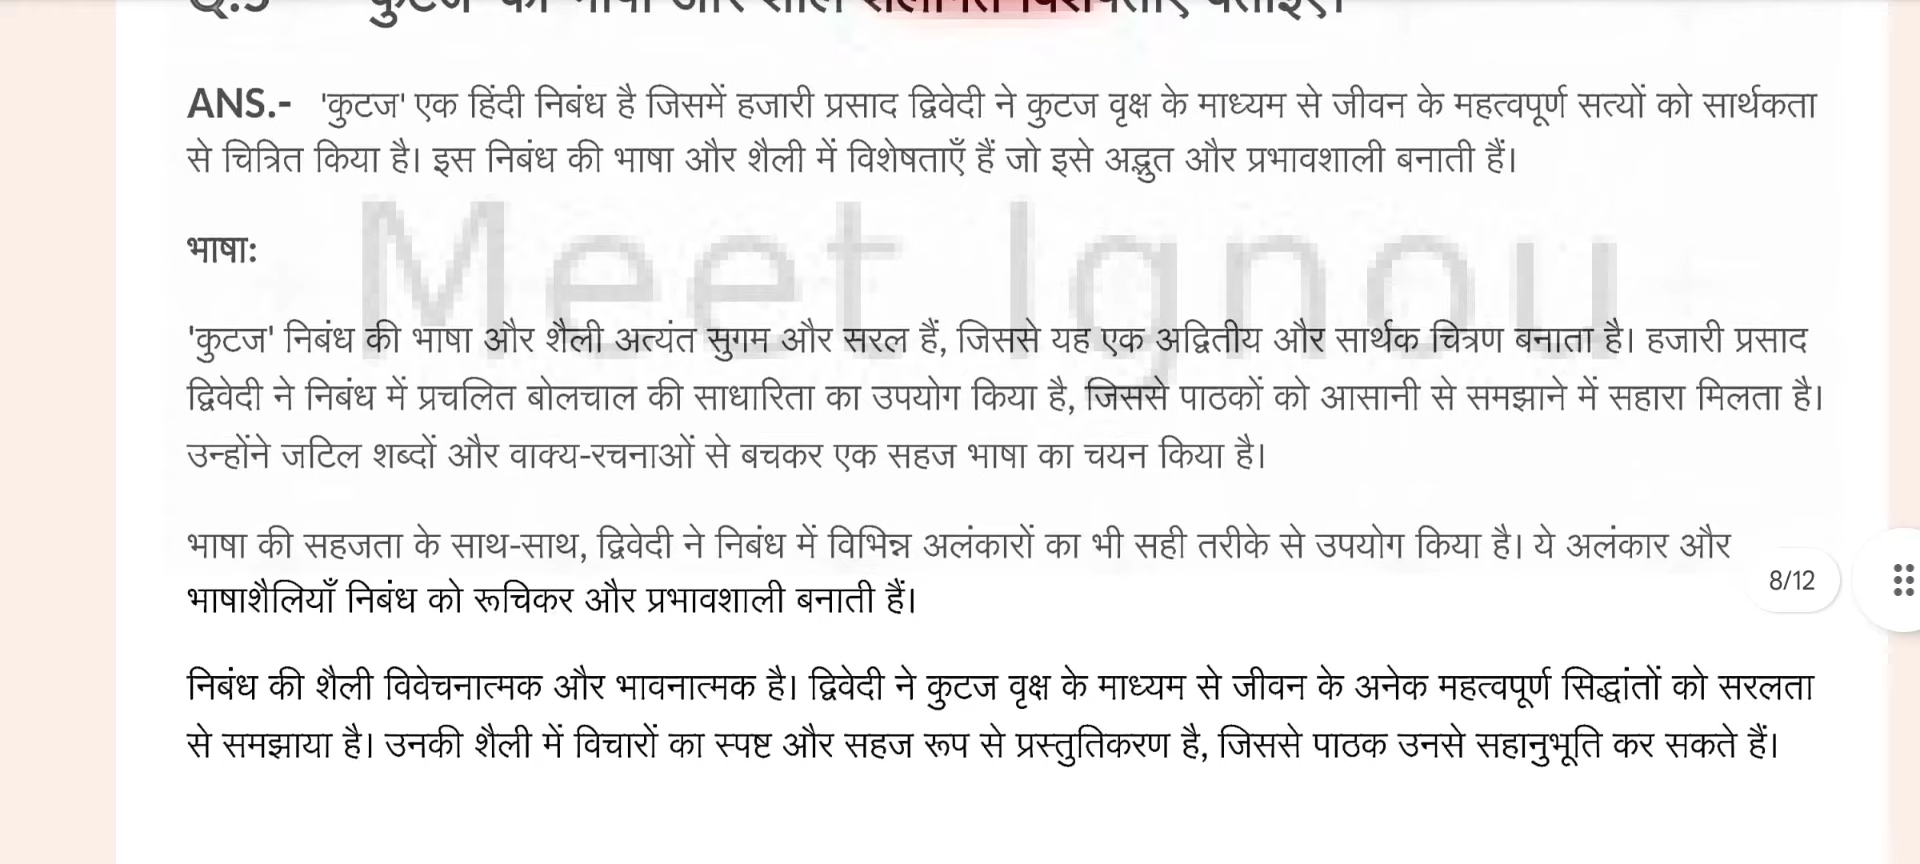 'कुटज' की भाषा और शैली
ANS.- 'कुटज' एक हिंदी निबंध है जिसमें हजारी प्रसाद द्विवेदी ने कुटज वृक्ष के माध्यम से जीवन के महत्वपूर्ण सत्यों को सार्थकता
से चित्रित किया है। इस निबंध की भाषा और शैली में विशेषताएँ हैं जो इसे अद्भुत और प्रभावशाली बनाती हैं।
Meet Ignou
भाषा:
'कुटज' निबंध की भाषा और शैली अत्यंत सुगम और सरल हैं, जिससे यह एक अद्वितीय और सार्थक चित्रण बनाता है। हजारी प्रसाद
द्विवेदी ने निबंध में प्रचलित बोलचाल की साधारिता का उपयोग किया है, जिससे पाठकों को आसानी से समझाने में सहारा मिलता है।
उन्होंने जटिल शब्दों और वाक्य-रचनाओं से बचकर एक सहज भाषा का चयन किया है।
भाषा की सहजता के साथ-साथ, द्विवेदी ने निबंध में विभिन्न अलंकारों का भी सही तरीके से उपयोग किया है। ये अलंकार और
भाषाशैलियाँ निबंध को रूचिकर और प्रभावशाली बनाती हैं।
8/12
निबंध की शैली विवेचनात्मक और भावनात्मक है। द्विवेदी ने कुटज वृक्ष के माध्यम से जीवन के अनेक महत्वपूर्ण सिद्धांतों को सरलता
से समझाया है। उनकी शैली में विचारों का स्पष्ट और सहज रूप से प्रस्तुतिकरण है, जिससे पाठक उनसे सहानुभूति कर सकते हैं।